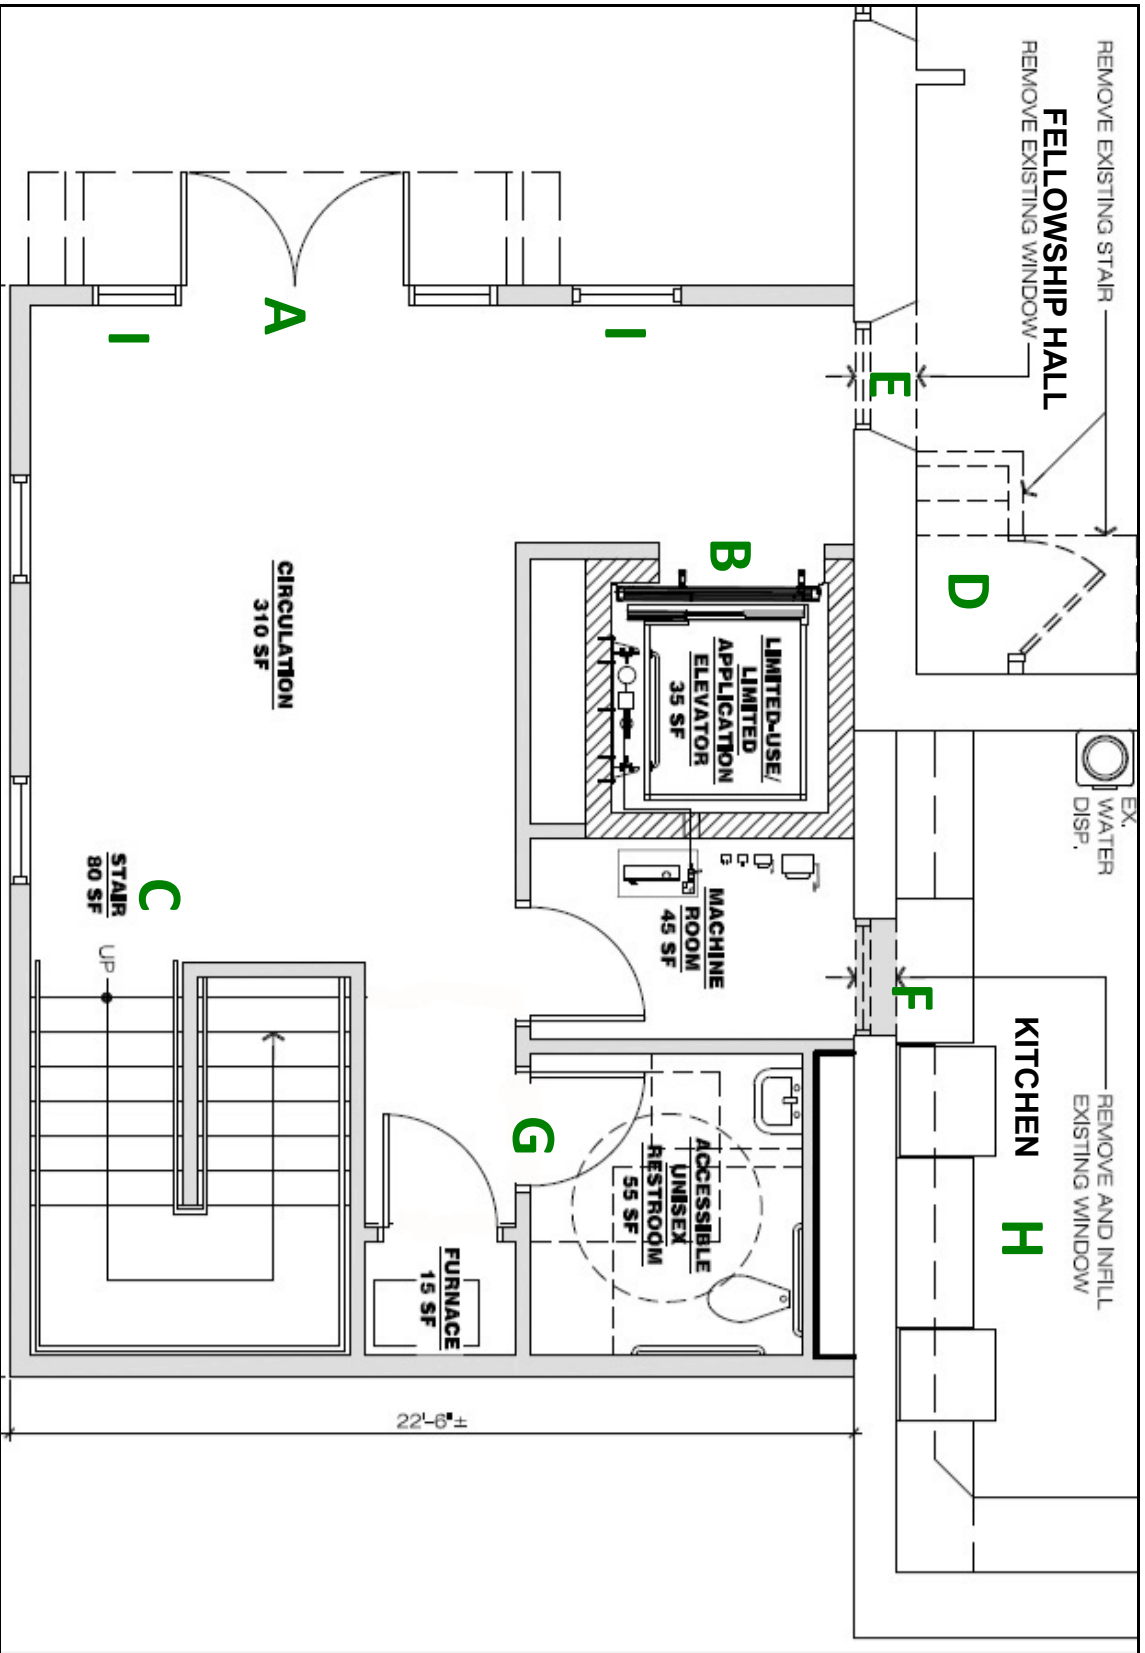 REMOVE EXISTING STAIR
FELLOWSHIP HALL
REMOVE EXISTING WINDOW
E
D
EX.
WATER
DISP.
F
KITCHEN
H
REMOVE AND INFILL
EXISTING WINDOW
A
I
I
B
LIMITED-USE/
LIMITED
APPLICATION
ELEVATOR
35 SF
MACHINE
ROOM
45 SF
ACCESSIBLE
UNISEX
RESTROOM
55 SF
G
CIRCULATION
310 SF
FURNACE
15 SF
C
STAIR
80 SF
UP
22'-6"±